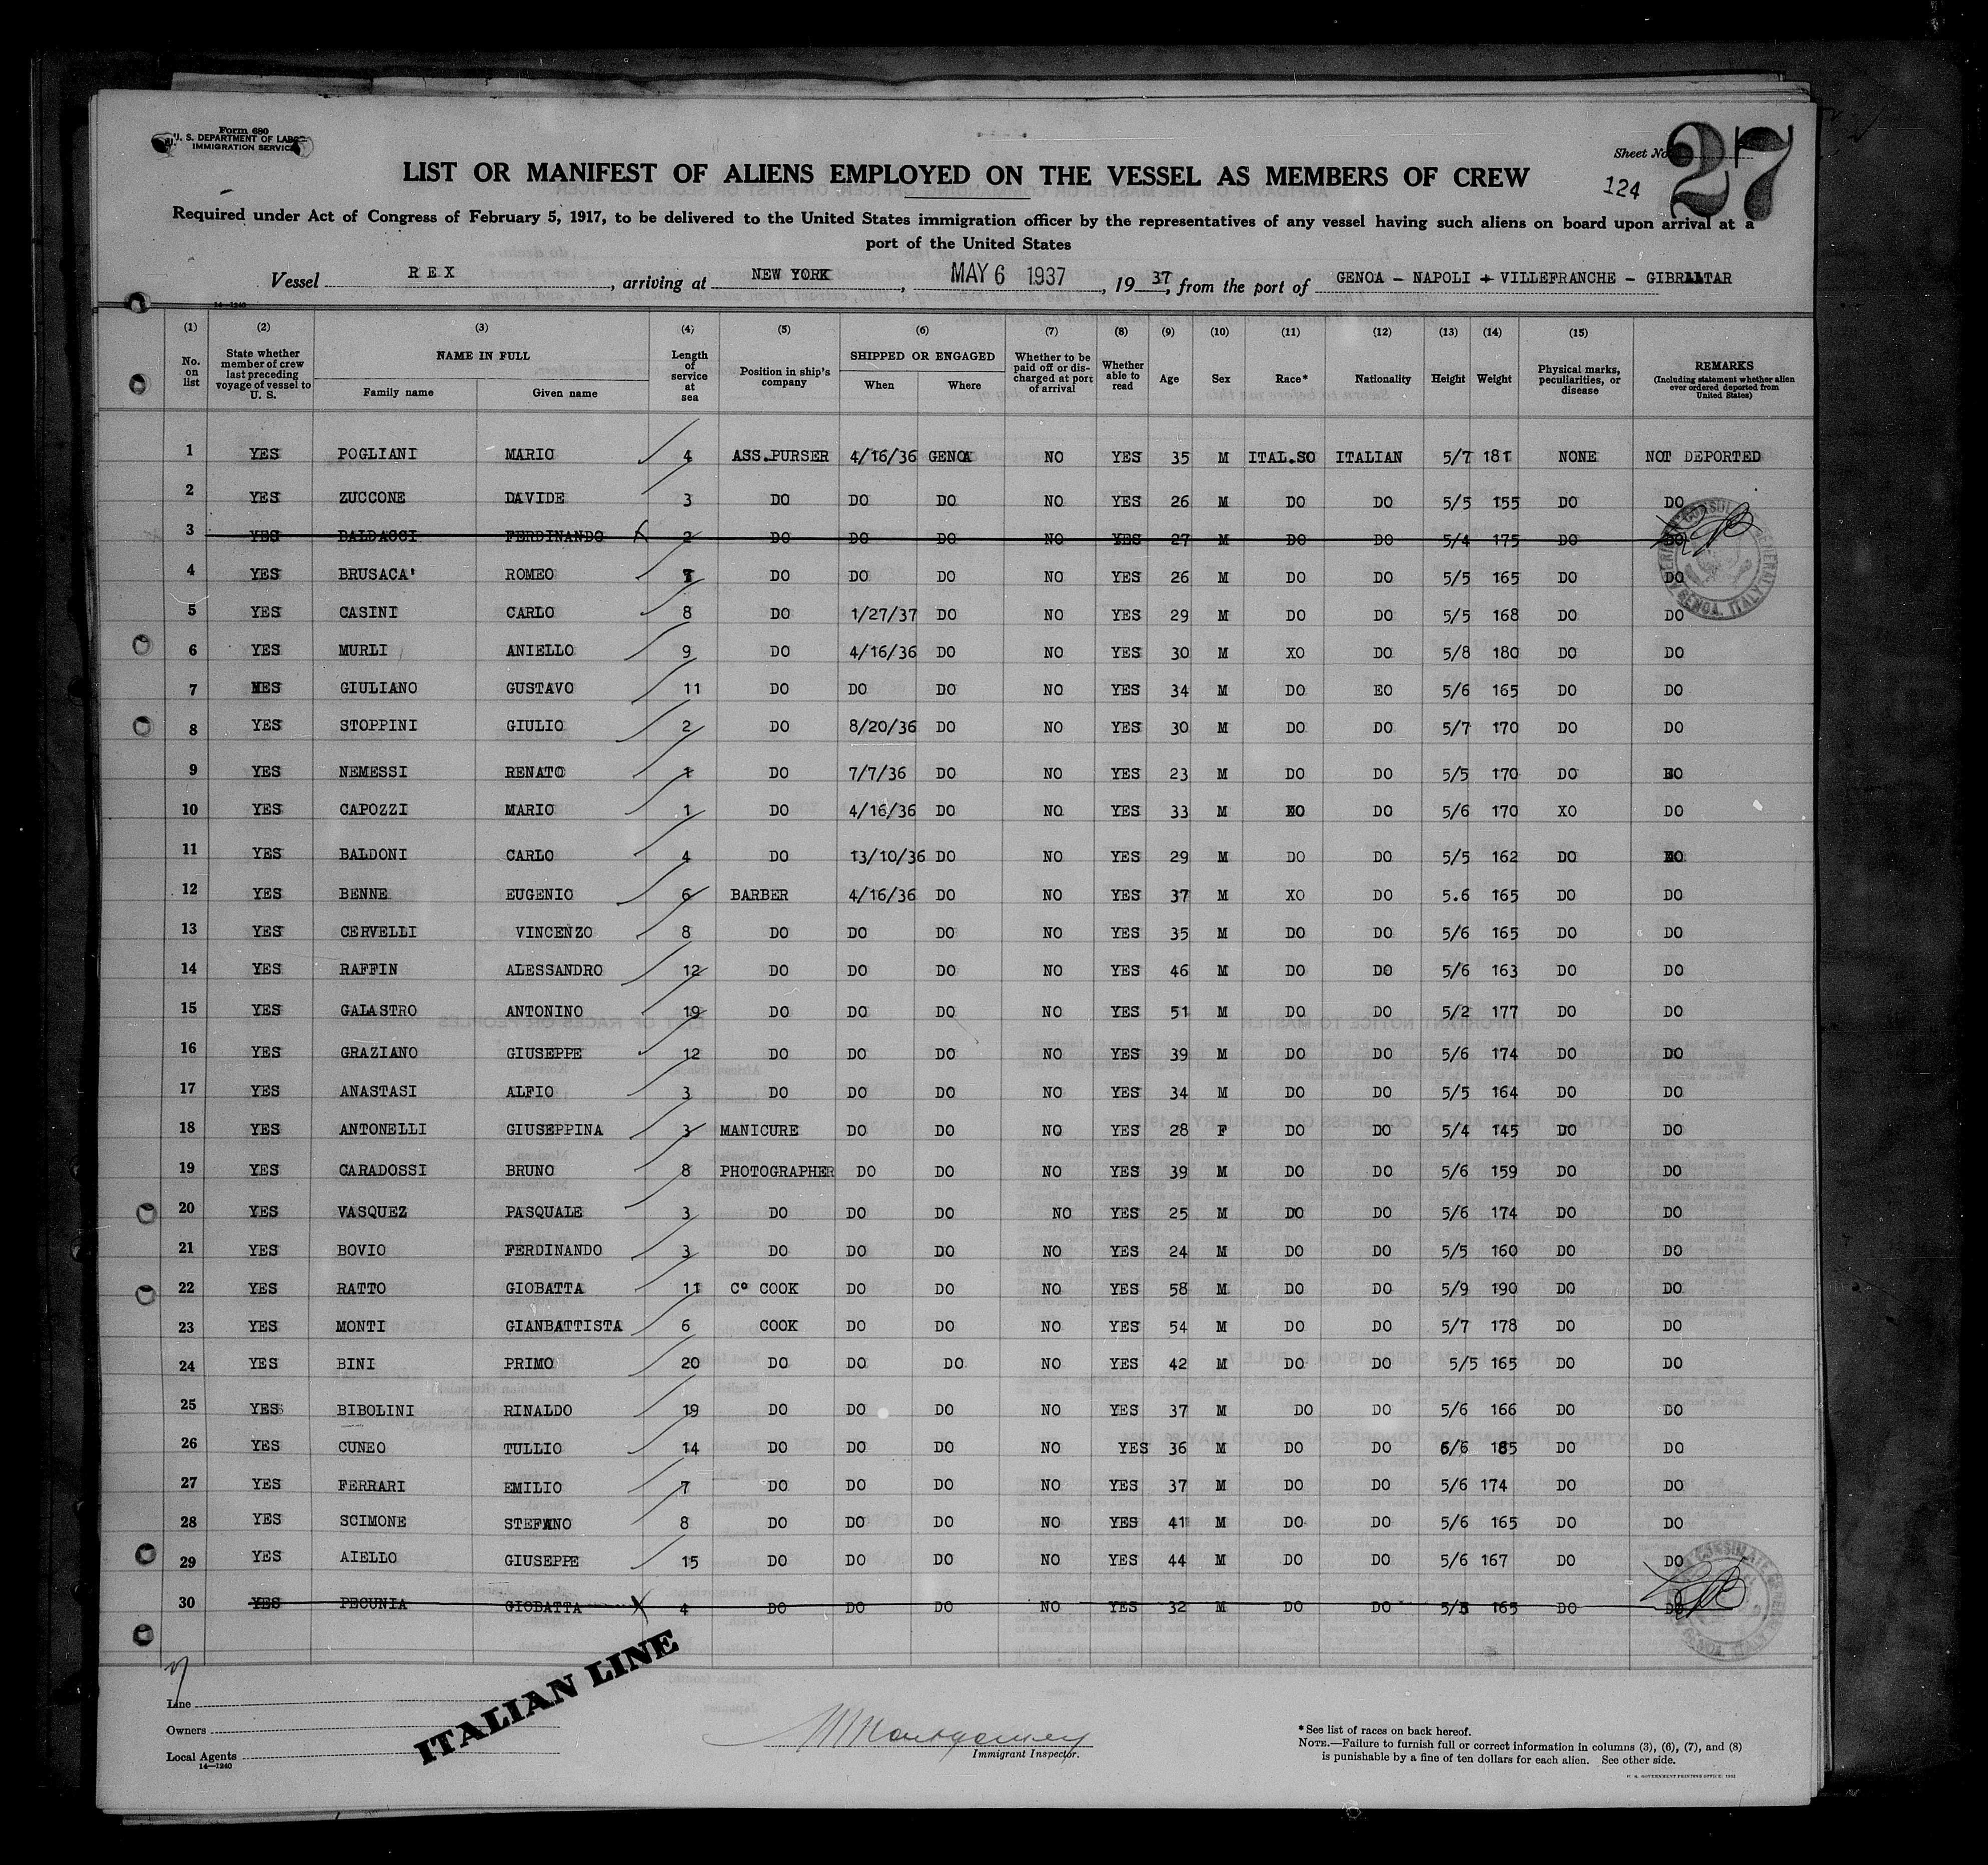 Form 680
U. S. DEPARTMENT OF LABOR
IMMIGRATION SERVICE
Sheet No.
27
124
LIST OR MANIFEST OF ALIENS EMPLOYED ON THE VESSEL AS MEMBERS OF CREW
Required under Act of Congress of February 5, 1917, to be delivered to the United States immigration officer by the representatives of any vessel having such aliens on board upon arrival at a
port of the United States
Vessel REX, arriving at NEW YORK, MAY 6 1937, 19 37, from the port of GENOA - NAPOLI + VILLEFRANCHE - GIBRALTAR
14—1240
(1) (2) (3) (4) (5) (6) (7) (8) (9) (10) (11) (12) (13) (14) (15)
No. on list
State whether member of crew last preceding voyage of vessel to U. S.
NAME IN FULL
Family name
Given name
Length of service at sea
Position in ship's company
SHIPPED OR ENGAGED
When
Where
Whether to be paid off or discharged at port of arrival
Whether able to read
Age
Sex
Race*
Nationality
Height
Weight
Physical marks, peculiarities, or disease
REMARKS
(Including statement whether alien ever ordered deported from United States)
1 YES POGLIANI MARIO 4 ASS.PURSER 4/16/36 GENOA NO YES 35 M ITAL.SO ITALIAN 5/7 181 NONE NOT DEPORTED
2 YES ZUCCONE DAVIDE 3 DO DO DO NO YES 26 M DO DO 5/5 155 DO DO
3 YES BALDACCI FERDINANDO 2 DO DO DO NO YES 27 M DO DO 5/4 175 DO DO
4 YES BRUSACA' ROMEO DO DO DO NO YES 26 M DO DO 5/5 165 DO DO
5 YES CASINI CARLO 8 DO 1/27/37 DO NO YES 29 M DO DO 5/5 168 DO DO
6 YES MURLI ANIELLO 9 DO 4/16/36 DO NO YES 30 M XO DO 5/8 180 DO DO
7 YES GIULIANO GUSTAVO 11 DO DO DO NO YES 34 M DO EO 5/6 165 DO DO
8 YES STOPPINI GIULIO 2 DO 8/20/36 DO NO YES 30 M DO DO 5/7 170 DO DO
9 YES NEMESSI RENATO 1 DO 7/7/36 DO NO YES 23 M DO DO 5/5 170 DO DO
10 YES CAPOZZI MARIO 1 DO 4/16/36 DO NO YES 33 M XO DO 5/6 170 XO DO
11 YES BALDONI CARLO 4 DO 13/10/36 DO NO YES 29 M DO DO 5/5 162 DO DO
12 YES BENNE EUGENIO 6 BARBER 4/16/36 DO NO YES 37 M XO DO 5.6 165 DO DO
13 YES CERVELLI VINCENZO 8 DO DO DO NO YES 35 M DO DO 5/6 165 DO DO
14 YES RAFFIN ALESSANDRO 12 DO DO DO NO YES 46 M DO DO 5/6 163 DO DO
15 YES GALASTRO ANTONINO 19 DO DO DO NO YES 51 M DO DO 5/2 177 DO DO
16 YES GRAZIANO GIUSEPPE 12 DO DO DO NO YES 39 M DO DO 5/6 174 DO DO
17 YES ANASTASI ALFIO 3 DO DO DO NO YES 34 M DO DO 5/5 164 DO DO
18 YES ANTONELLI GIUSEPPINA 3 MANICURE DO DO NO YES 28 F DO DO 5/4 145 DO DO
19 YES CARADOSSI BRUNO 8 PHOTOGRAPHER DO DO NO YES 39 M DO DO 5/6 159 DO DO
20 YES VASQUEZ PASQUALE 3 DO DO DO NO YES 25 M DO DO 5/6 174 DO DO
21 YES BOVIO FERDINANDO 3 DO DO DO NO YES 24 M DO DO 5/5 160 DO DO
22 YES RATTO GIOBATTA 11 C° COOK DO DO NO YES 58 M DO DO 5/9 190 DO DO
23 YES MONTI GIANBATTISTA 6 COOK DO DO NO YES 54 M DO DO 5/7 178 DO DO
24 YES BINI PRIMO 20 DO DO DO NO YES 42 M DO DO 5/5 165 DO DO
25 YES BIBOLINI RINALDO 19 DO DO DO NO YES 37 M DO DO 5/6 166 DO DO
26 YES CUNEO TULLIO 14 DO DO DO NO YES 36 M DO DO 6/6 185 DO DO
27 YES FERRARI EMILIO 7 DO DO DO NO YES 37 M DO DO 5/6 174 DO DO
28 YES SCIMONE STEFANO 8 DO DO DO NO YES 41 M DO DO 5/6 165 DO DO
29 YES AIELLO GIUSEPPE 15 DO DO DO NO YES 44 M DO DO 5/6 167 DO DO
30 YES PECUNIA GIOBATTA 4 DO DO DO NO YES 32 M DO DO 5/5 165 DO DO
GENOA, ITALY
Line
Owners
Local Agents
14—1240
ITALIAN LINE
Montgomery
Immigrant Inspector.
*See list of races on back hereof.
NOTE.—Failure to furnish full or correct information in columns (3), (6), (7), and (8)
is punishable by a fine of ten dollars for each alien. See other side.
U. S. GOVERNMENT PRINTING OFFICE: 1932